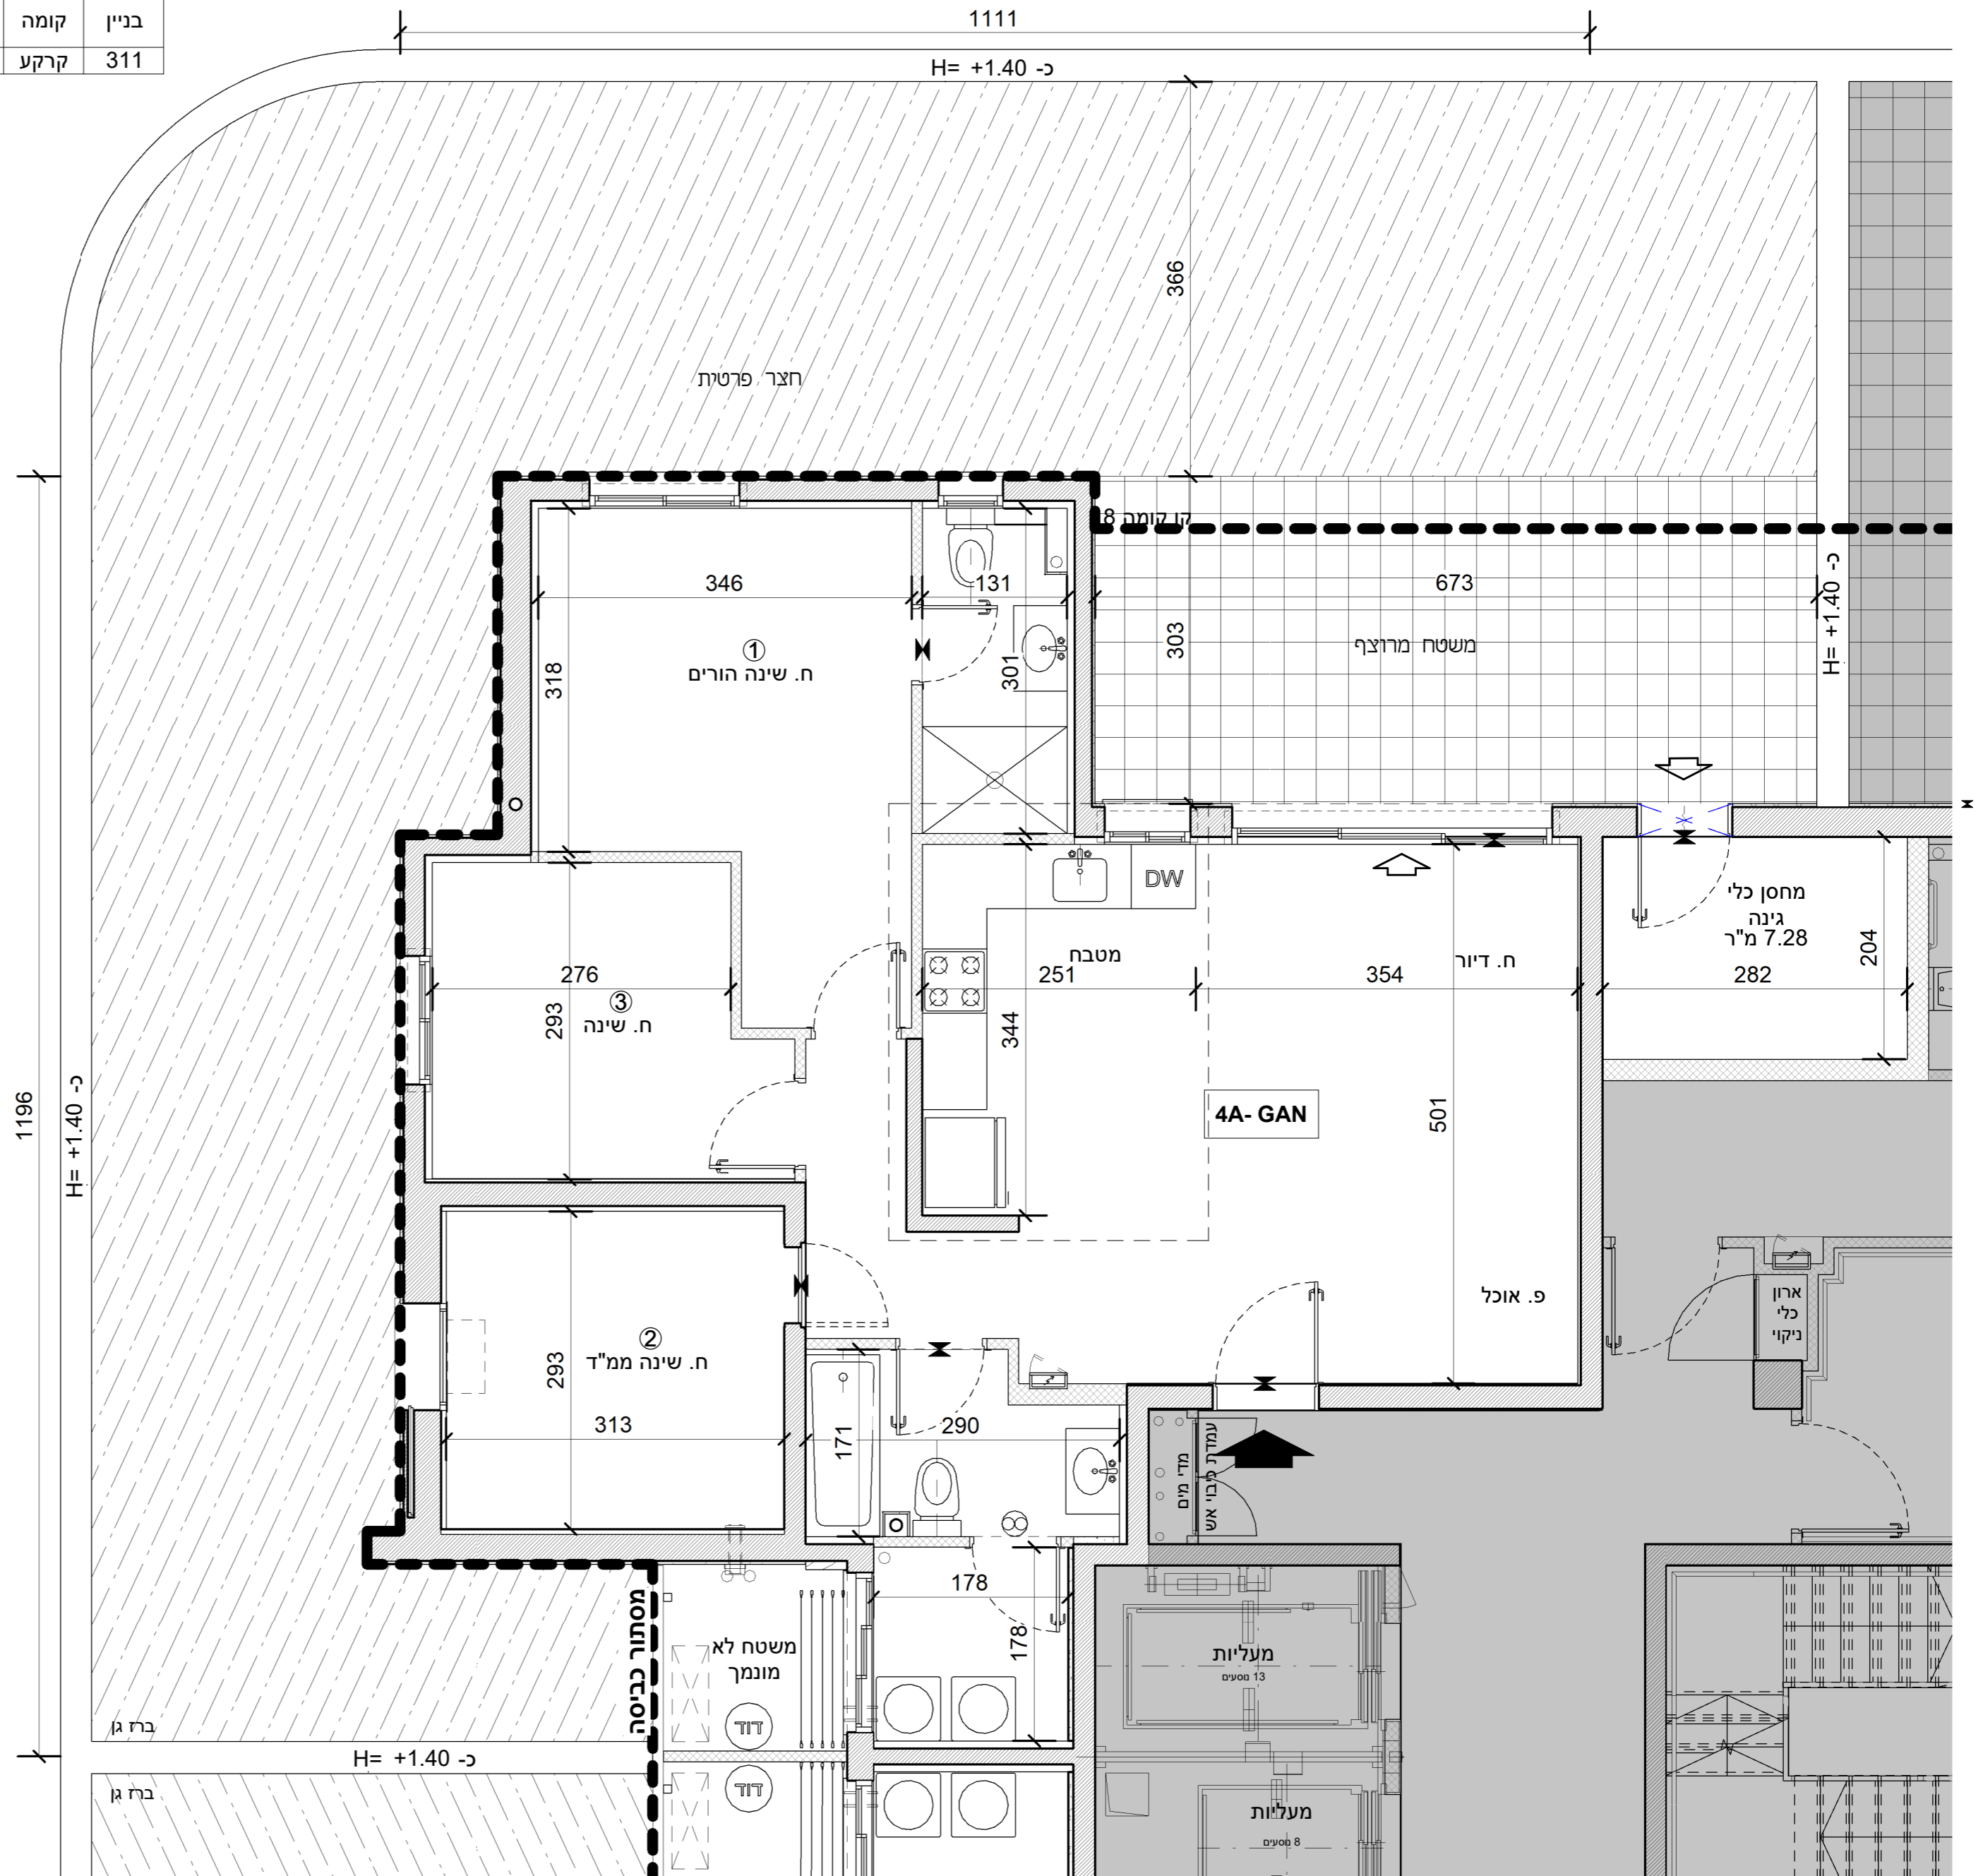 בניין קומה
311 קרקע
1111
כ- H= +1.40
366
חצר פרטית
קו קומה 8
346
131
673
303
כ- H= +1.40
משטח מרוצף
①
ח. שינה הורים
318
301
DW
מחסן כלי
גינה
7.28 מ"ר
204
282
מטבח
ח. דיור
251
354
276
③
ח. שינה
293
344
4A- GAN
501
1196
כ- H= +1.40
פ. אוכל
ארון
כלי
ניקוי
②
ח. שינה ממ"ד
293
313
171
290
מדי מים
עמדת כיבוי אש
178
178
מסתור כביסה
משטח לא
מונמך
דוד
דוד
מעליות
13 נוסעים
מעליות
8 נוסעים
ברז גן
כ- H= +1.40
ברז גן